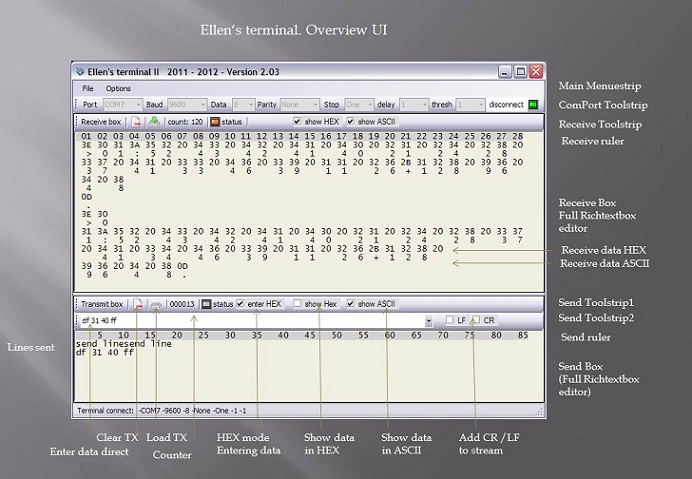 Ellen's terminal. Overview UI
Ellen's terminal II 2011 - 2012 - Version 2.03
File Options
Main Menuestrip
Port COM7 Baud 9600 Data 8 Parity None Stop One delay 1 thresh 1 disconnect
ComPort Toolstrip
Receive box count: 120 status show HEX show ASCII
Receive Toolstrip
01 02 03 04 05 06 07 08 09 10 11 12 13 14 15 16 17 18 19 20 21 22 23 24 25 26 27 28
Receive ruler
3E 30 31 3A 35 32 20 34 33 20 34 32 20 34 31 20 34 30 20 32 31 20 32 34 20 32 38 20
> 0 1 : 5 2 4 3 4 2 4 1 4 0 2 1 2 4 2 8
33 37 20 34 31 20 33 33 20 34 36 20 33 39 20 31 31 20 32 36 2B 31 32 38 20 39 36 20
3 7 4 1 3 3 4 6 3 9 1 1 2 6 + 1 2 8 9 6
34 20 38
4 8
0D
.
3E 30
> 0
Receive Box
Full Richtextbox
editor
31 3A 35 32 20 34 33 20 34 32 20 34 31 20 34 30 20 32 31 20 32 34 20 32 38 20 33 37
1 : 5 2 4 3 4 2 4 1 4 0 2 1 2 4 2 8 3 7
20 34 31 20 33 34 20 34 36 20 33 39 20 31 31 20 32 36 2B 31 32 38 20
Receive data HEX
4 1 3 4 4 6 3 9 1 1 2 6 + 1 2 8
Receive data ASCII
39 36 20 34 20 38 0D
9 6 4 8 .
Transmit box 000013 status enter HEX show Hex show ASCII
Send Toolstrip1
df 31 40 ff LF CR
Send Toolstrip2
5 10 15 20 25 30 35 40 45 50 55 60 65 70 75 80 85
Send ruler
send linesend line
Lines sent
df 31 40 ff
Send Box
(Full Richtextbox
editor)
Terminal connect: -COM7 -9600 -8 -None -One -1 -1
Clear TX Load TX HEX mode Show data Show data Add CR /LF
Enter data direct Counter Entering data in HEX in ASCII to stream